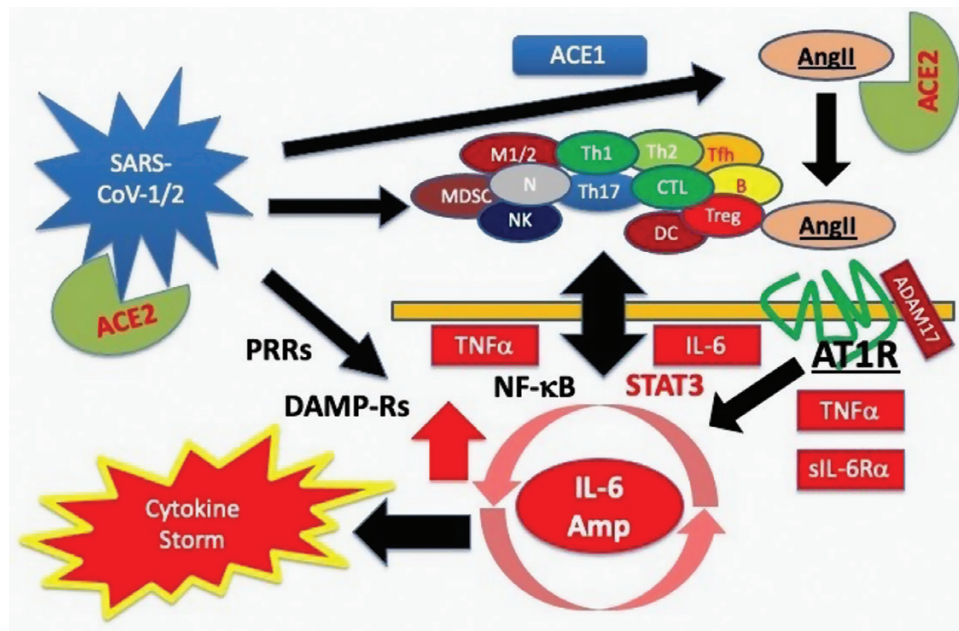 ACE1
AngII
ACE2
SARS-
CoV-1/2
M1/2
Th1
Th2
Tfh
MDSC
N
Th17
CTL
B
NK
DC
Treg
AngII
ACE2
ADAM17
PRRs
TNFα
IL-6
AT1R
DAMP-Rs
NF-κB
STAT3
TNFα
sIL-6Rα
Cytokine
Storm
IL-6
Amp